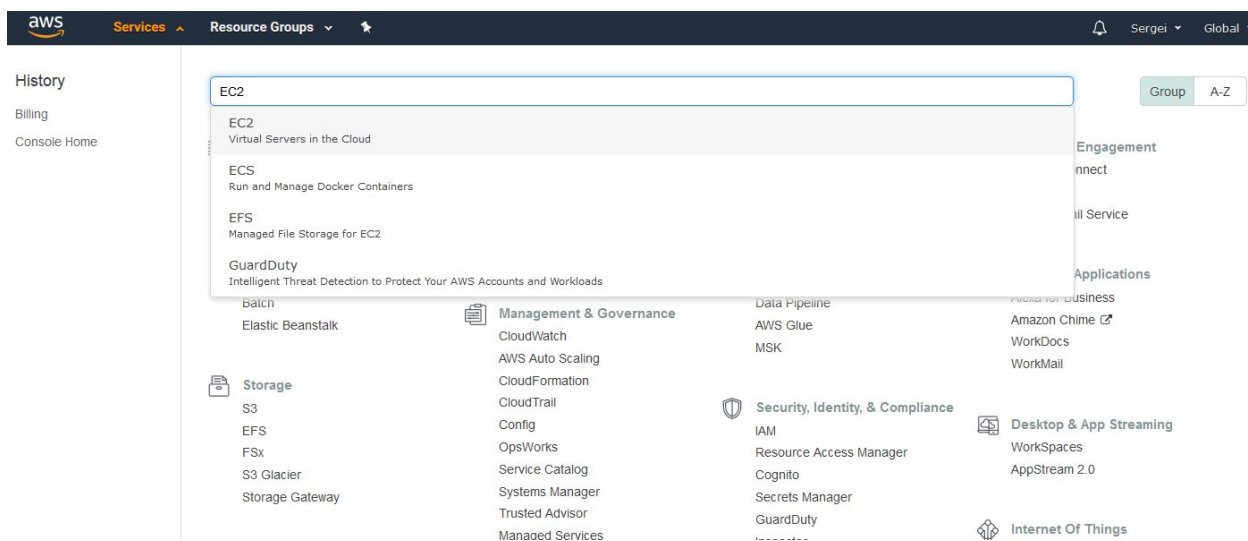 aws Services Resource Groups Sergei Global
History
Billing
Console Home
EC2
Group A-Z
EC2
Virtual Servers in the Cloud
ECS
Run and Manage Docker Containers
EFS
Managed File Storage for EC2
GuardDuty
Intelligent Threat Detection to Protect Your AWS Accounts and Workloads
Batch
Elastic Beanstalk
Storage
S3
EFS
FSx
S3 Glacier
Storage Gateway
Management & Governance
CloudWatch
AWS Auto Scaling
CloudFormation
CloudTrail
Config
OpsWorks
Service Catalog
Systems Manager
Trusted Advisor
Managed Services
Data Pipeline
AWS Glue
MSK
Security, Identity, & Compliance
IAM
Resource Access Manager
Cognito
Secrets Manager
GuardDuty
Engagement
Service
Applications
Business
Amazon Chime
WorkDocs
WorkMail
Desktop & App Streaming
WorkSpaces
AppStream 2.0
Internet Of Things